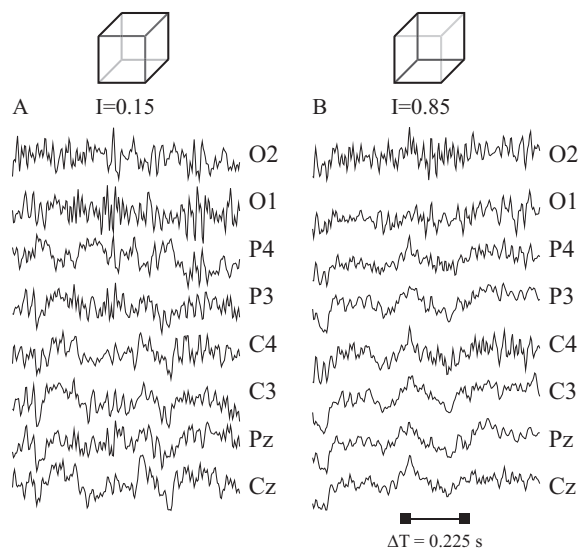 A I=0.15
B I=0.85
O2
O1
P4
P3
C4
C3
Pz
Cz
O2
O1
P4
P3
C4
C3
Pz
Cz
ΔT = 0.225 s